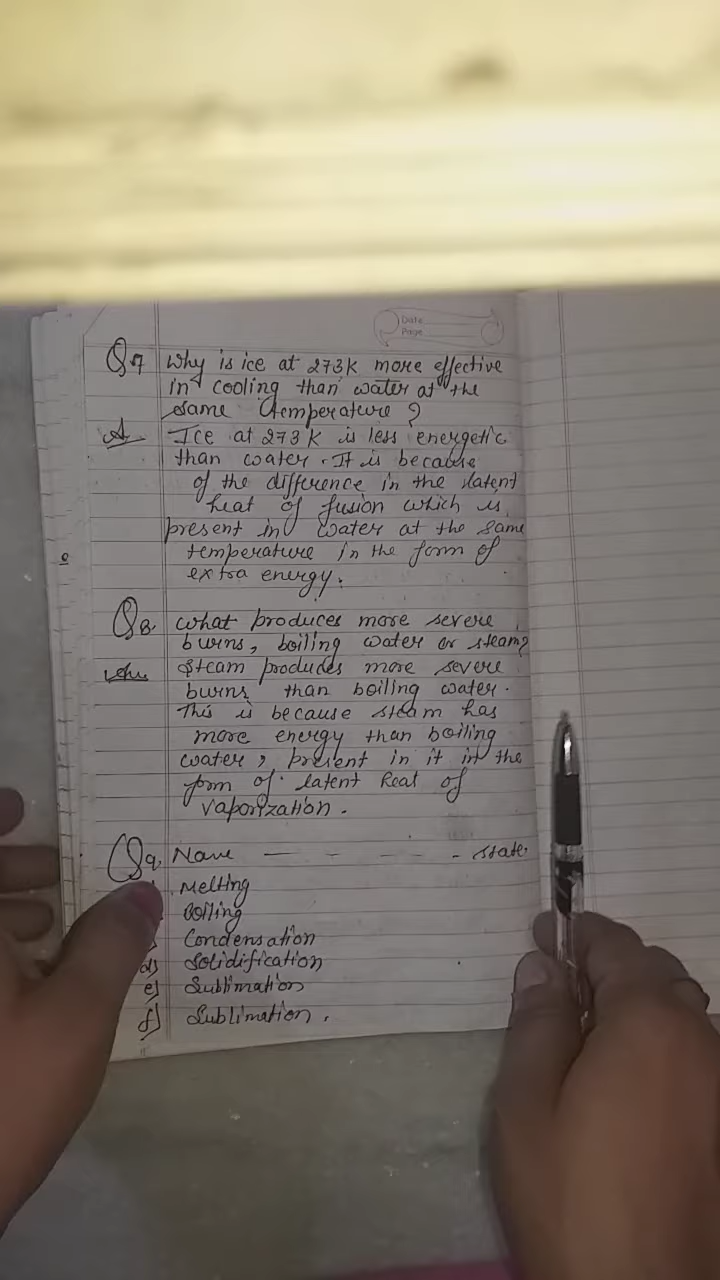 Date
Page
Q7 Why is ice at 273K more effective
in cooling than water at the
same temperature ?
A. Ice at 273 K is less energetic
than water. It is because
of the difference in the latent
heat of fusion which is
present in water at the same
temperature in the form of
extra energy.
Q8. What produces more severe
burns, boiling water or steam?
Ans Steam produces more severe
burns than boiling water.
This is because steam has
more energy than boiling
water, present in it in the
form of latent heat of
vaporization.
Q9. Name — - - - - state.
Melting
Boiling
Condensation
d) Solidification
e) Sublimation
f) Sublimation.